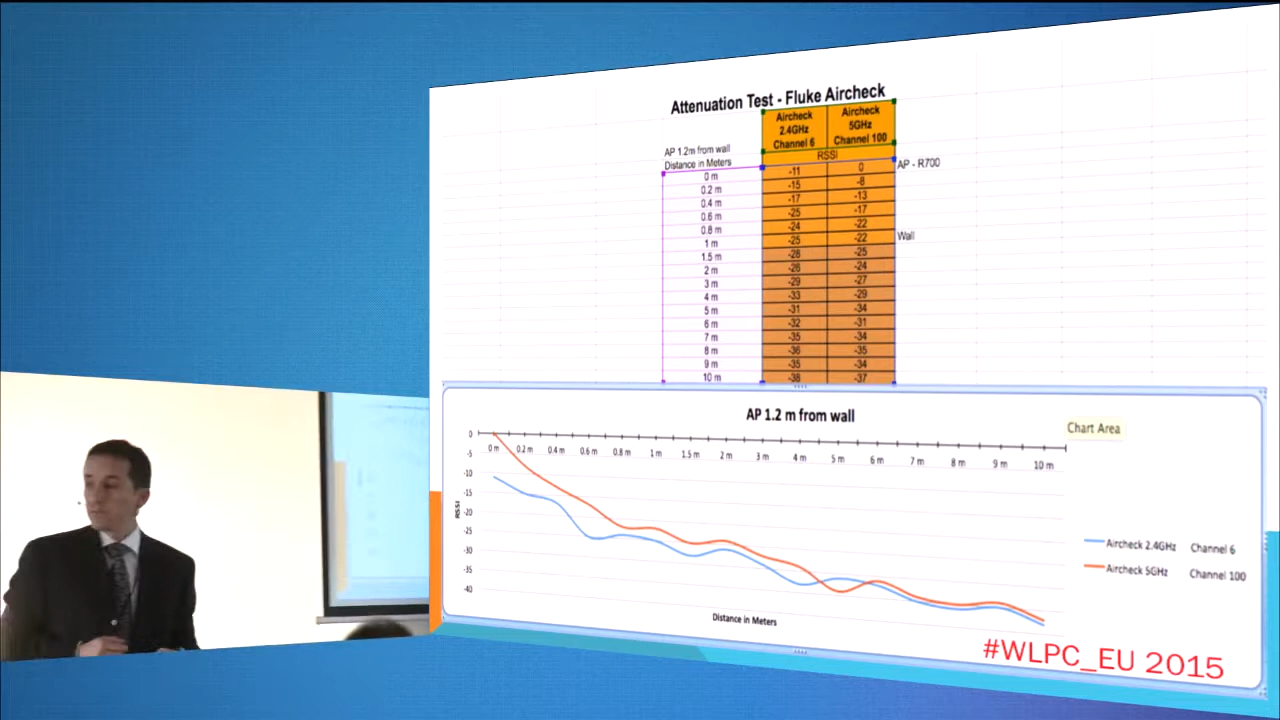 Attenuation Test - Fluke Aircheck
Aircheck 2.4GHz Channel 6
Aircheck 5GHz Channel 100
AP 1.2m from wall
Distance in Meters
RSSI
AP - R700
0 m -11 0
0.2 m -15 -8
0.4 m -17 -13
0.6 m -25 -17
0.8 m -24 -22
1 m -25 -22 Wall
1.5 m -28 -25
2 m -26 -24
3 m -29 -27
4 m -33 -29
5 m -31 -34
6 m -32 -31
7 m -35 -34
8 m -36 -35
9 m -35 -34
10 m -38 -37
AP 1.2 m from wall
Chart Area
0
-5
-10
-15
-20
-25
-30
-35
-40
RSSI
0 m 0.2 m 0.4 m 0.6 m 0.8 m 1 m 1.5 m 2 m 3 m 4 m 5 m 6 m 7 m 8 m 9 m 10 m
Aircheck 2.4GHz Channel 6
Aircheck 5GHz Channel 100
Distance in Meters
#WLPC_EU 2015